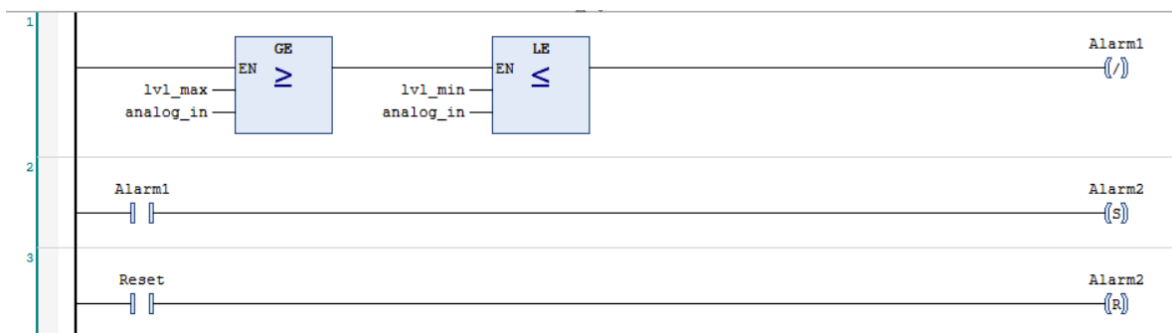 1
GE
LE
Alarm1
EN ≥
EN ≤
(/)
lvl_max
lvl_min
analog_in
analog_in
2
Alarm1
Alarm2
(S)
3
Reset
Alarm2
(R)